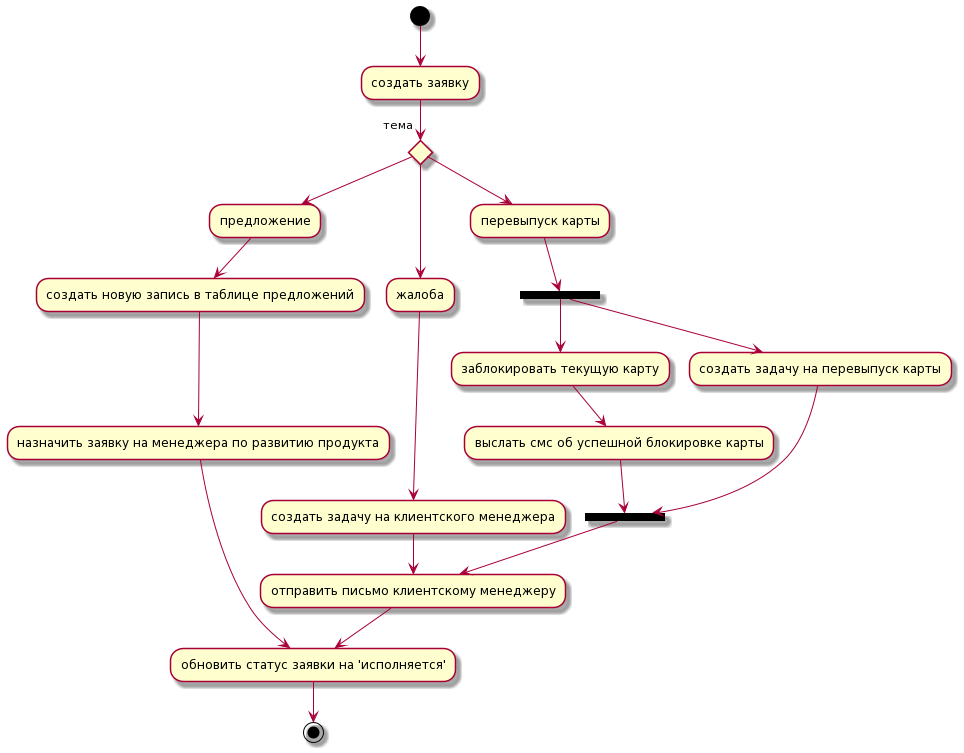 создать заявку
тема
предложение
перевыпуск карты
создать новую запись в таблице предложений
жалоба
заблокировать текущую карту
создать задачу на перевыпуск карты
назначить заявку на менеджера по развитию продукта
выслать смс об успешной блокировке карты
создать задачу на клиентского менеджера
отправить письмо клиентскому менеджеру
обновить статус заявки на 'исполняется'